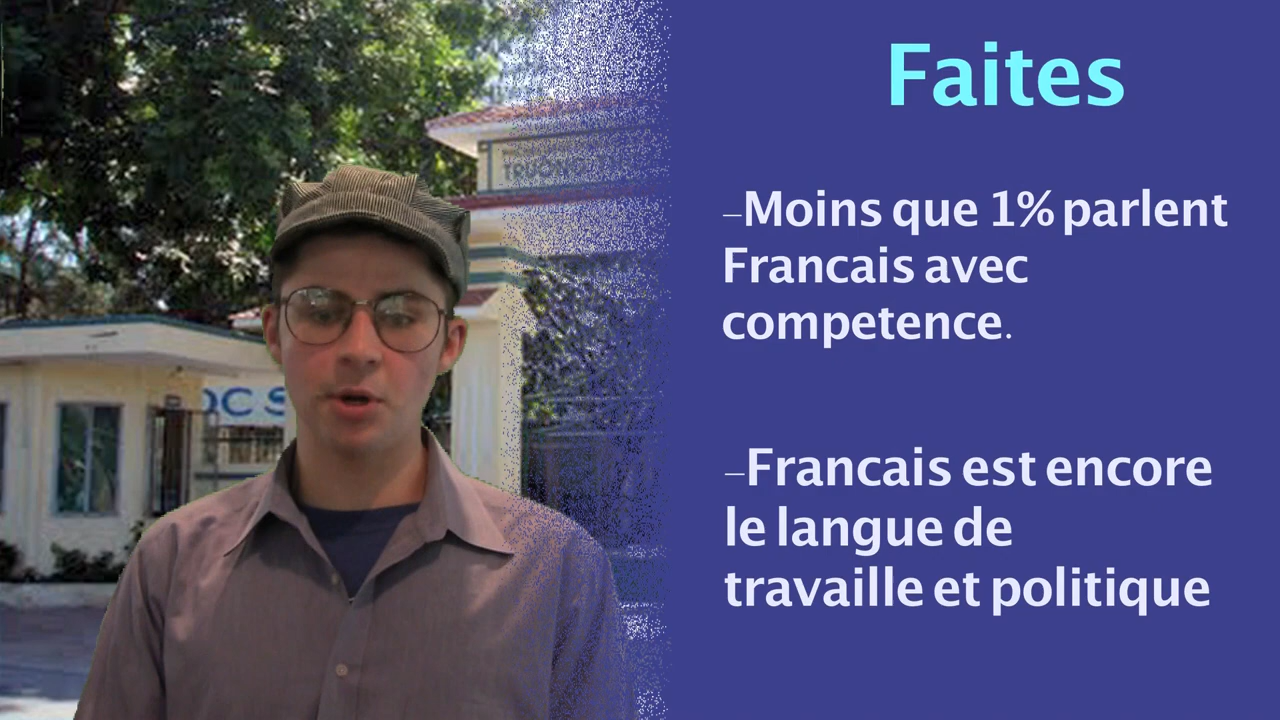 Faites
–Moins que 1% parlent
Francais avec
competence.
–Francais est encore
le langue de
travaille et politique